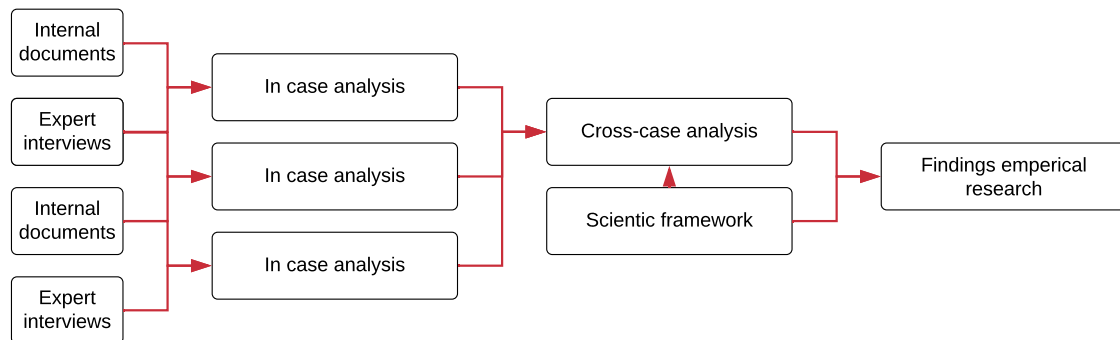 Internal
documents
Expert
interviews
Internal
documents
Expert
interviews
In case analysis
In case analysis
In case analysis
Cross-case analysis
Scientic framework
Findings emperical
research